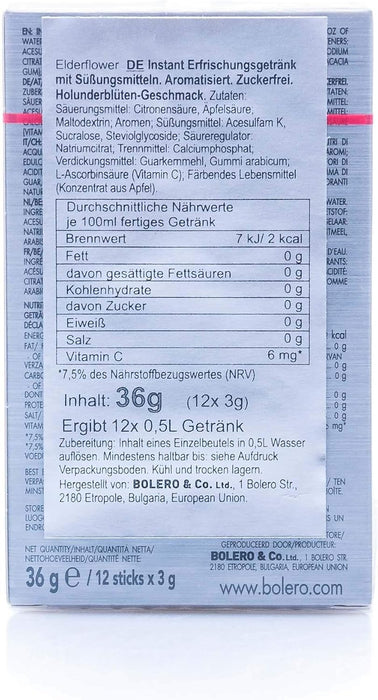 Elderflower DE Instant Erfrischungsgetränk
mit Süßungsmitteln. Aromatisiert. Zuckerfrei.
Holunderblüten-Geschmack. Zutaten:
Säuerungsmittel: Citronensäure, Apfelsäure;
Maltodextrin; Aromen; Süßungsmittel: Acesulfam K,
Sucralose, Steviolglycoside; Säureregulator:
Natriumcitrat; Trennmittel: Calciumphosphat;
Verdickungsmittel: Guarkernmehl, Gummi arabicum;
L-Ascorbinsäure (Vitamin C); Färbendes Lebensmittel
(Konzentrat aus Apfel).
Durchschnittliche Nährwerte
je 100ml fertiges Getränk
Brennwert 7 kJ/ 2 kcal
Fett 0 g
davon gesättigte Fettsäuren 0 g
Kohlenhydrate 0 g
davon Zucker 0 g
Eiweiß 0 g
Salz 0 g
Vitamin C 6 mg*
*7,5% des Nährstoffbezugswertes (NRV)
Inhalt: 36g (12x 3g)
Ergibt 12x 0,5L Getränk
Zubereitung: Inhalt eines Einzelbeutels in 0,5L Wasser
auflösen. Mindestens haltbar bis: siehe Aufdruck
Verpackungsboden. Kühl und trocken lagern.
Hergestellt von: BOLERO & Co. Ltd., 1 Bolero Str.,
2180 Etropole, Bulgaria, European Union.
NET QUANTITY/INHALT/QUANTITA NETTA/
NETTOHOEVEELHEID/QUANTITÉ NETTE:
36 g e / 12 sticks x 3 g
GEPRODUCEERD DOOR/PRODUCTEUR:
BOLERO & Co. Ltd., 1 BOLERO STR.
2180 ETROPOLE, BULGARIA, EUROPEAN UNION
www.bolero.com